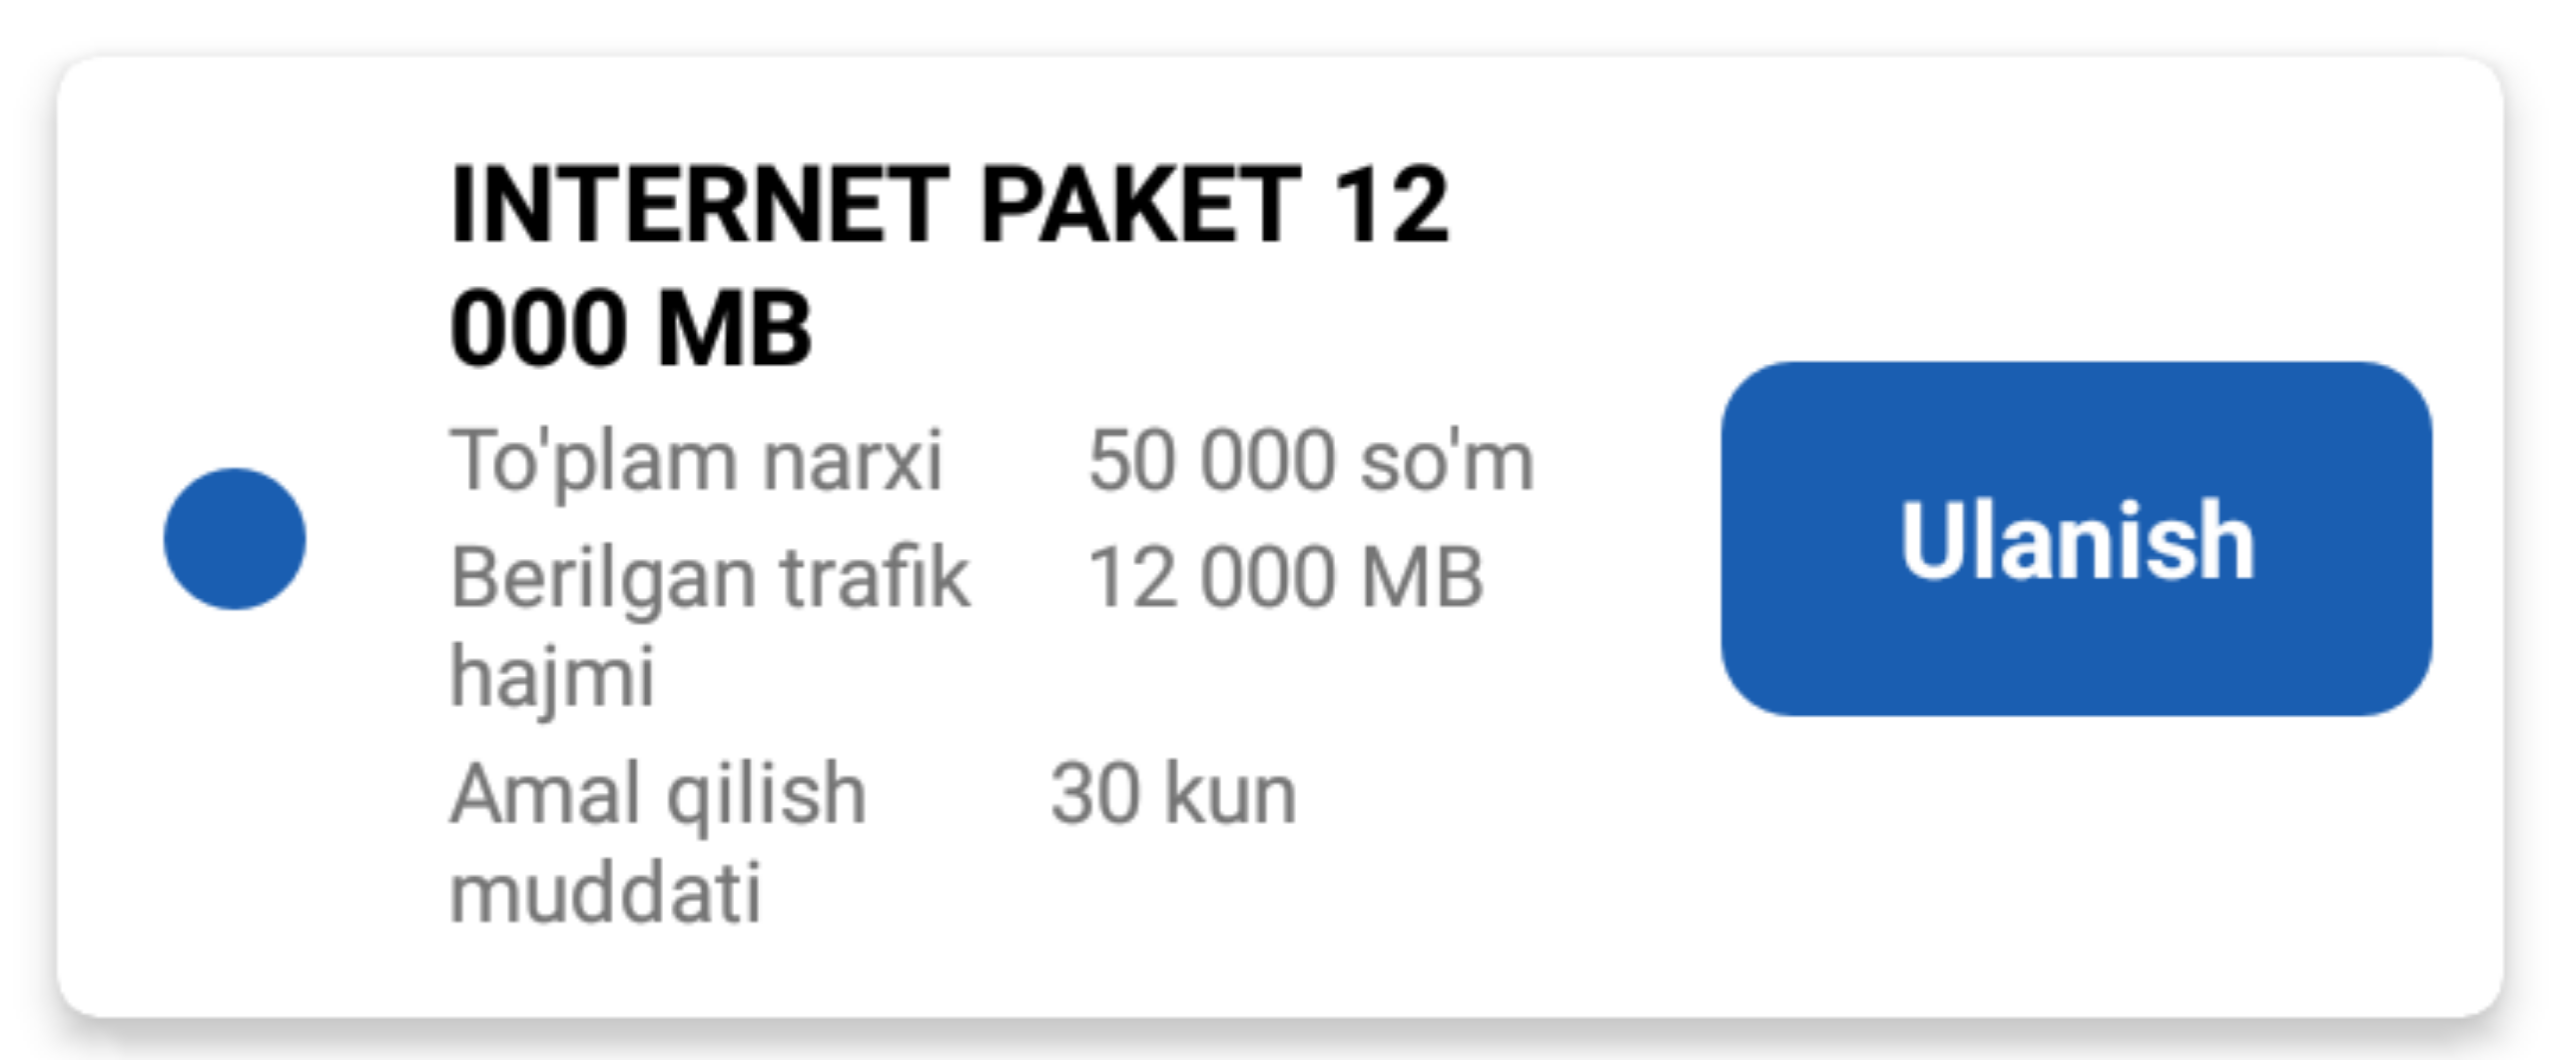 INTERNET PAKET 12
000 MB
To'plam narxi 50 000 so'm
Berilgan trafik 12 000 MB
hajmi
Ulanish
Amal qilish 30 kun
muddati